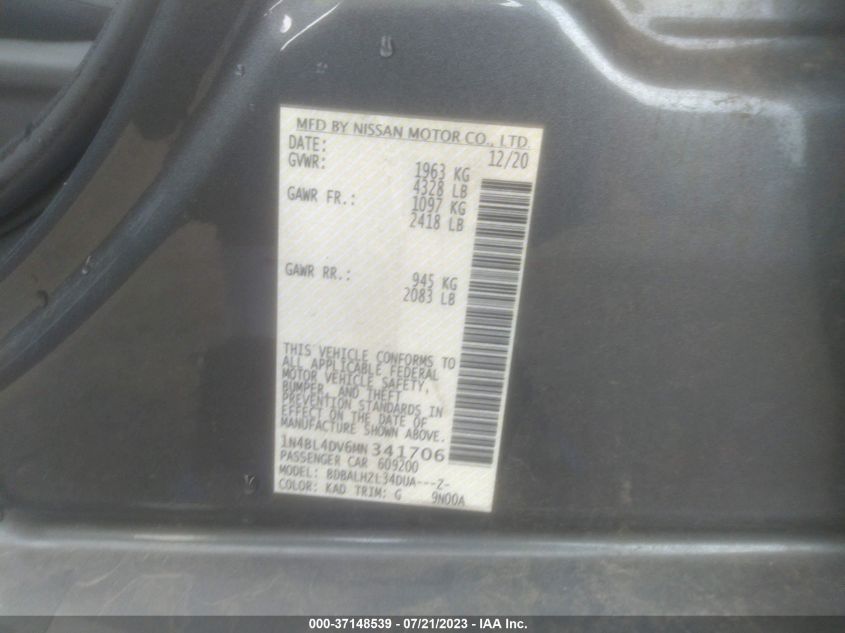 MFD BY NISSAN MOTOR CO., LTD.
DATE: 12/20
GVWR: 1963 KG
4328 LB
GAWR FR.: 1097 KG
2418 LB
GAWR RR.: 945 KG
2083 LB
THIS VEHICLE CONFORMS TO
ALL APPLICABLE FEDERAL
MOTOR VEHICLE SAFETY,
BUMPER, AND THEFT
PREVENTION STANDARDS IN
EFFECT ON THE DATE OF
MANUFACTURE SHOWN ABOVE.
1N4BL4DV6MN341706
PASSENGER CAR 609200
MODEL: BDBALHZL34DUA---Z-
COLOR: KAD TRIM: G 9N00A
000-37148539 - 07/21/2023 - IAA Inc.